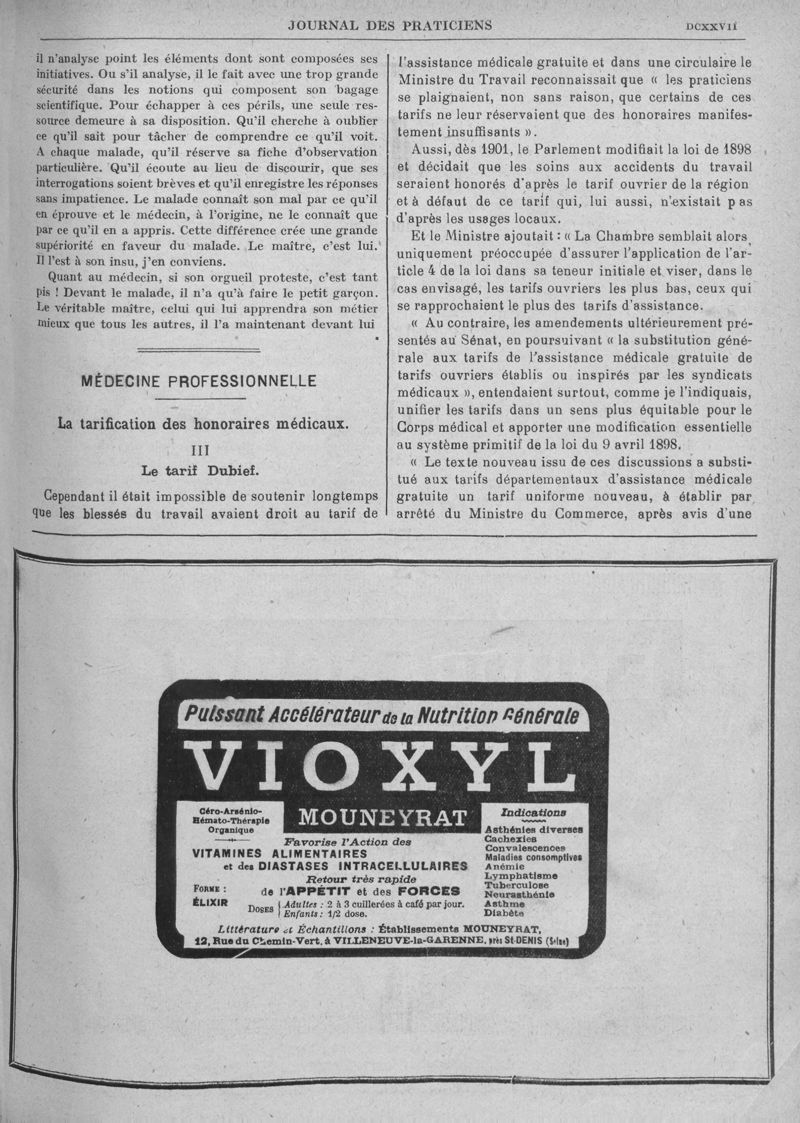 JOURNAL DES PRATICIENS
DCXXVII
il n'analyse point les éléments dont sont composées ses
initiatives. Ou s'il analyse, il le fait avec une trop grande
sécurité dans les notions qui composent son bagage
scientifique. Pour échapper à ces périls, une seule res-
source demeure à sa disposition. Qu'il cherche à oublier
ce qu'il sait pour tâcher de comprendre ce qu'il voit.
A chaque malade, qu'il réserve sa fiche d'observation
particulière. Qu'il écoute au lieu de discourir, que ses
interrogations soient brèves et qu'il enregistre les réponses
sans impatience. Le malade connaît son mal par ce qu'il
en éprouve et le médecin, à l'origine, ne le connaît que
par ce qu'il en a appris. Cette différence crée une grande
supériorité en faveur du malade. Le maître, c'est lui.
Il l'est à son insu, j'en conviens.
Quant au médecin, si son orgueil proteste, c'est tant
pis ! Devant le malade, il n'a qu'à faire le petit garçon.
Le véritable maître, celui qui lui apprendra son métier
mieux que tous les autres, il l'a maintenant devant lui
MÉDECINE PROFESSIONNELLE
La tarification des honoraires médicaux.
III
Le tarif Dubief.
Cependant il était impossible de soutenir longtemps
que les blessés du travail avaient droit au tarif de
l'assistance médicale gratuite et dans une circulaire le
Ministre du Travail reconnaissait que « les praticiens
se plaignaient, non sans raison, que certains de ces
tarifs ne leur réservaient que des honoraires manifes-
tement insuffisants ».
Aussi, dès 1901, le Parlement modifiait la loi de 1898
et décidait que les soins aux accidents du travail
seraient honorés d'après le tarif ouvrier de la région
et à défaut de ce tarif qui, lui aussi, n'existait pas
d'après les usages locaux.
Et le Ministre ajoutait : « La Chambre semblait alors
uniquement préoccupée d'assurer l'application de l'ar-
ticle 4 de la loi dans sa teneur initiale et viser, dans le
cas envisagé, les tarifs ouvriers les plus bas, ceux qui
se rapprochaient le plus des tarifs d'assistance.
« Au contraire, les amendements ultérieurement pré-
sentés au Sénat, en poursuivant « la substitution géné-
rale aux tarifs de l'assistance médicale gratuite de
tarifs ouvriers établis ou inspirés par les syndicats
médicaux », entendaient surtout, comme je l'indiquais,
unifier les tarifs dans un sens plus équitable pour le
Corps médical et apporter une modification essentielle
au système primitif de la loi du 9 avril 1898.
« Le texte nouveau issu de ces discussions a substi-
tué aux tarifs départementaux d'assistance médicale
gratuite un tarif uniforme nouveau, à établir par
arrêté du Ministre du Commerce, après avis d'une
Puissant Accélérateur de la Nutrition Générale
VIOXYL
MOUNEYRAT
Céro-Arsénio-
Hémato-Thérapie
Organique
Favorise l'Action des
VITAMINES ALIMENTAIRES
et des DIASTASES INTRACELLULAIRES
Retour très rapide
de l'APPÉTIT et des FORCES
FORME :
ÉLIXIR
DOSES
Adultes : 2 à 3 cuillerées à café par jour.
Enfants : 1/2 dose.
Indications
Asthénies diverses
Cachexies
Convalescences
Maladies consomptives
Anémie
Lymphatisme
Tuberculose
Neurasthénie
Asthme
Diabète
Littérature et Échantillons : Établissements MOUNEYRAT,
12, Rue du Chemin-Vert, à VILLENEUVE-la-GARENNE, près St-DENIS (Seine)